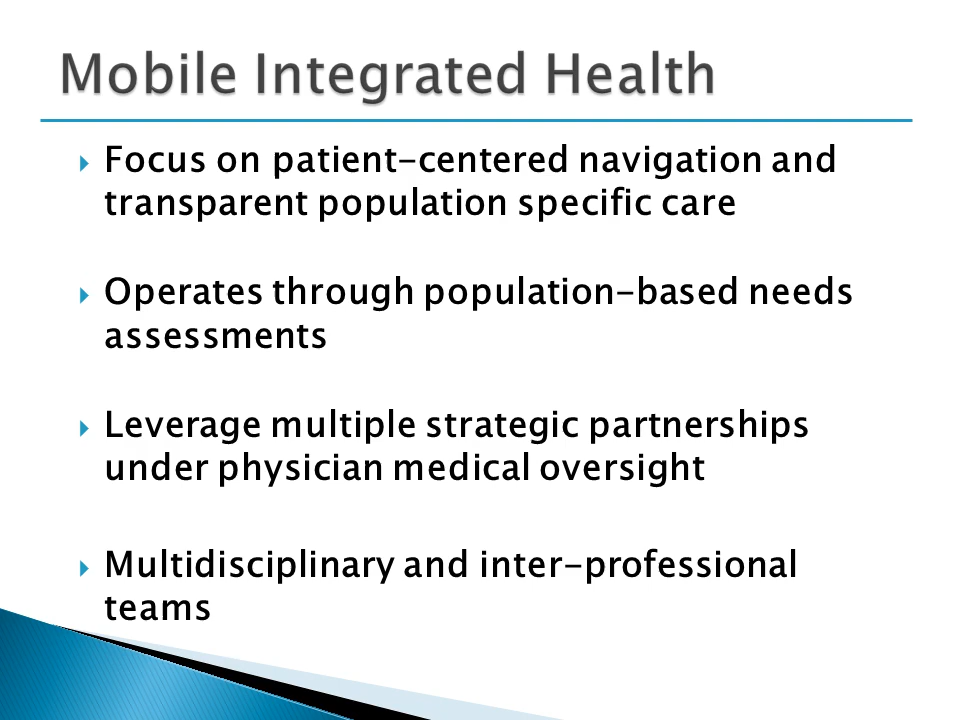 Mobile Integrated Health
Focus on patient-centered navigation and
transparent population specific care
Operates through population-based needs
assessments
Leverage multiple strategic partnerships
under physician medical oversight
Multidisciplinary and inter-professional
teams